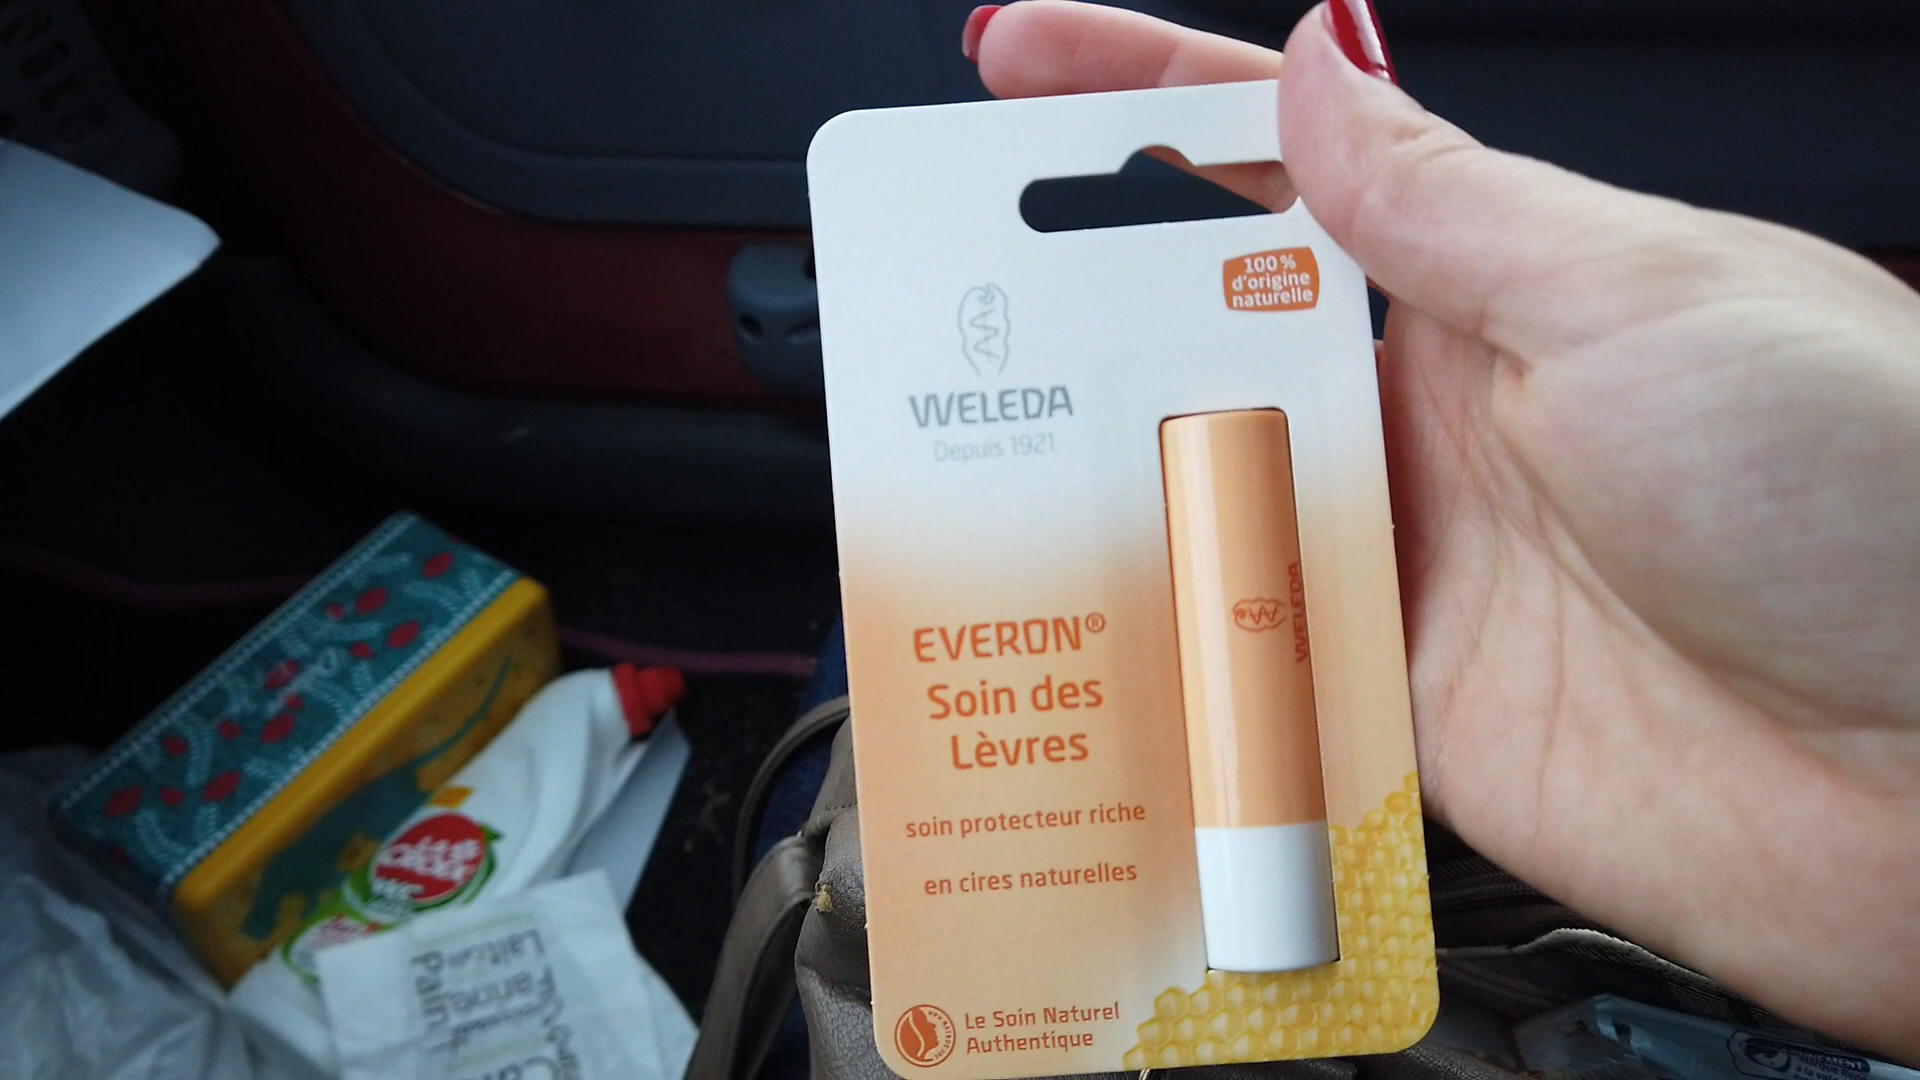 100 %
d'origine
naturelle
WELEDA
Depuis 1921
WELEDA
EVERON®
Soin des
Lèvres
soin protecteur riche
en cires naturelles
Le Soin Naturel
Authentique
Pain